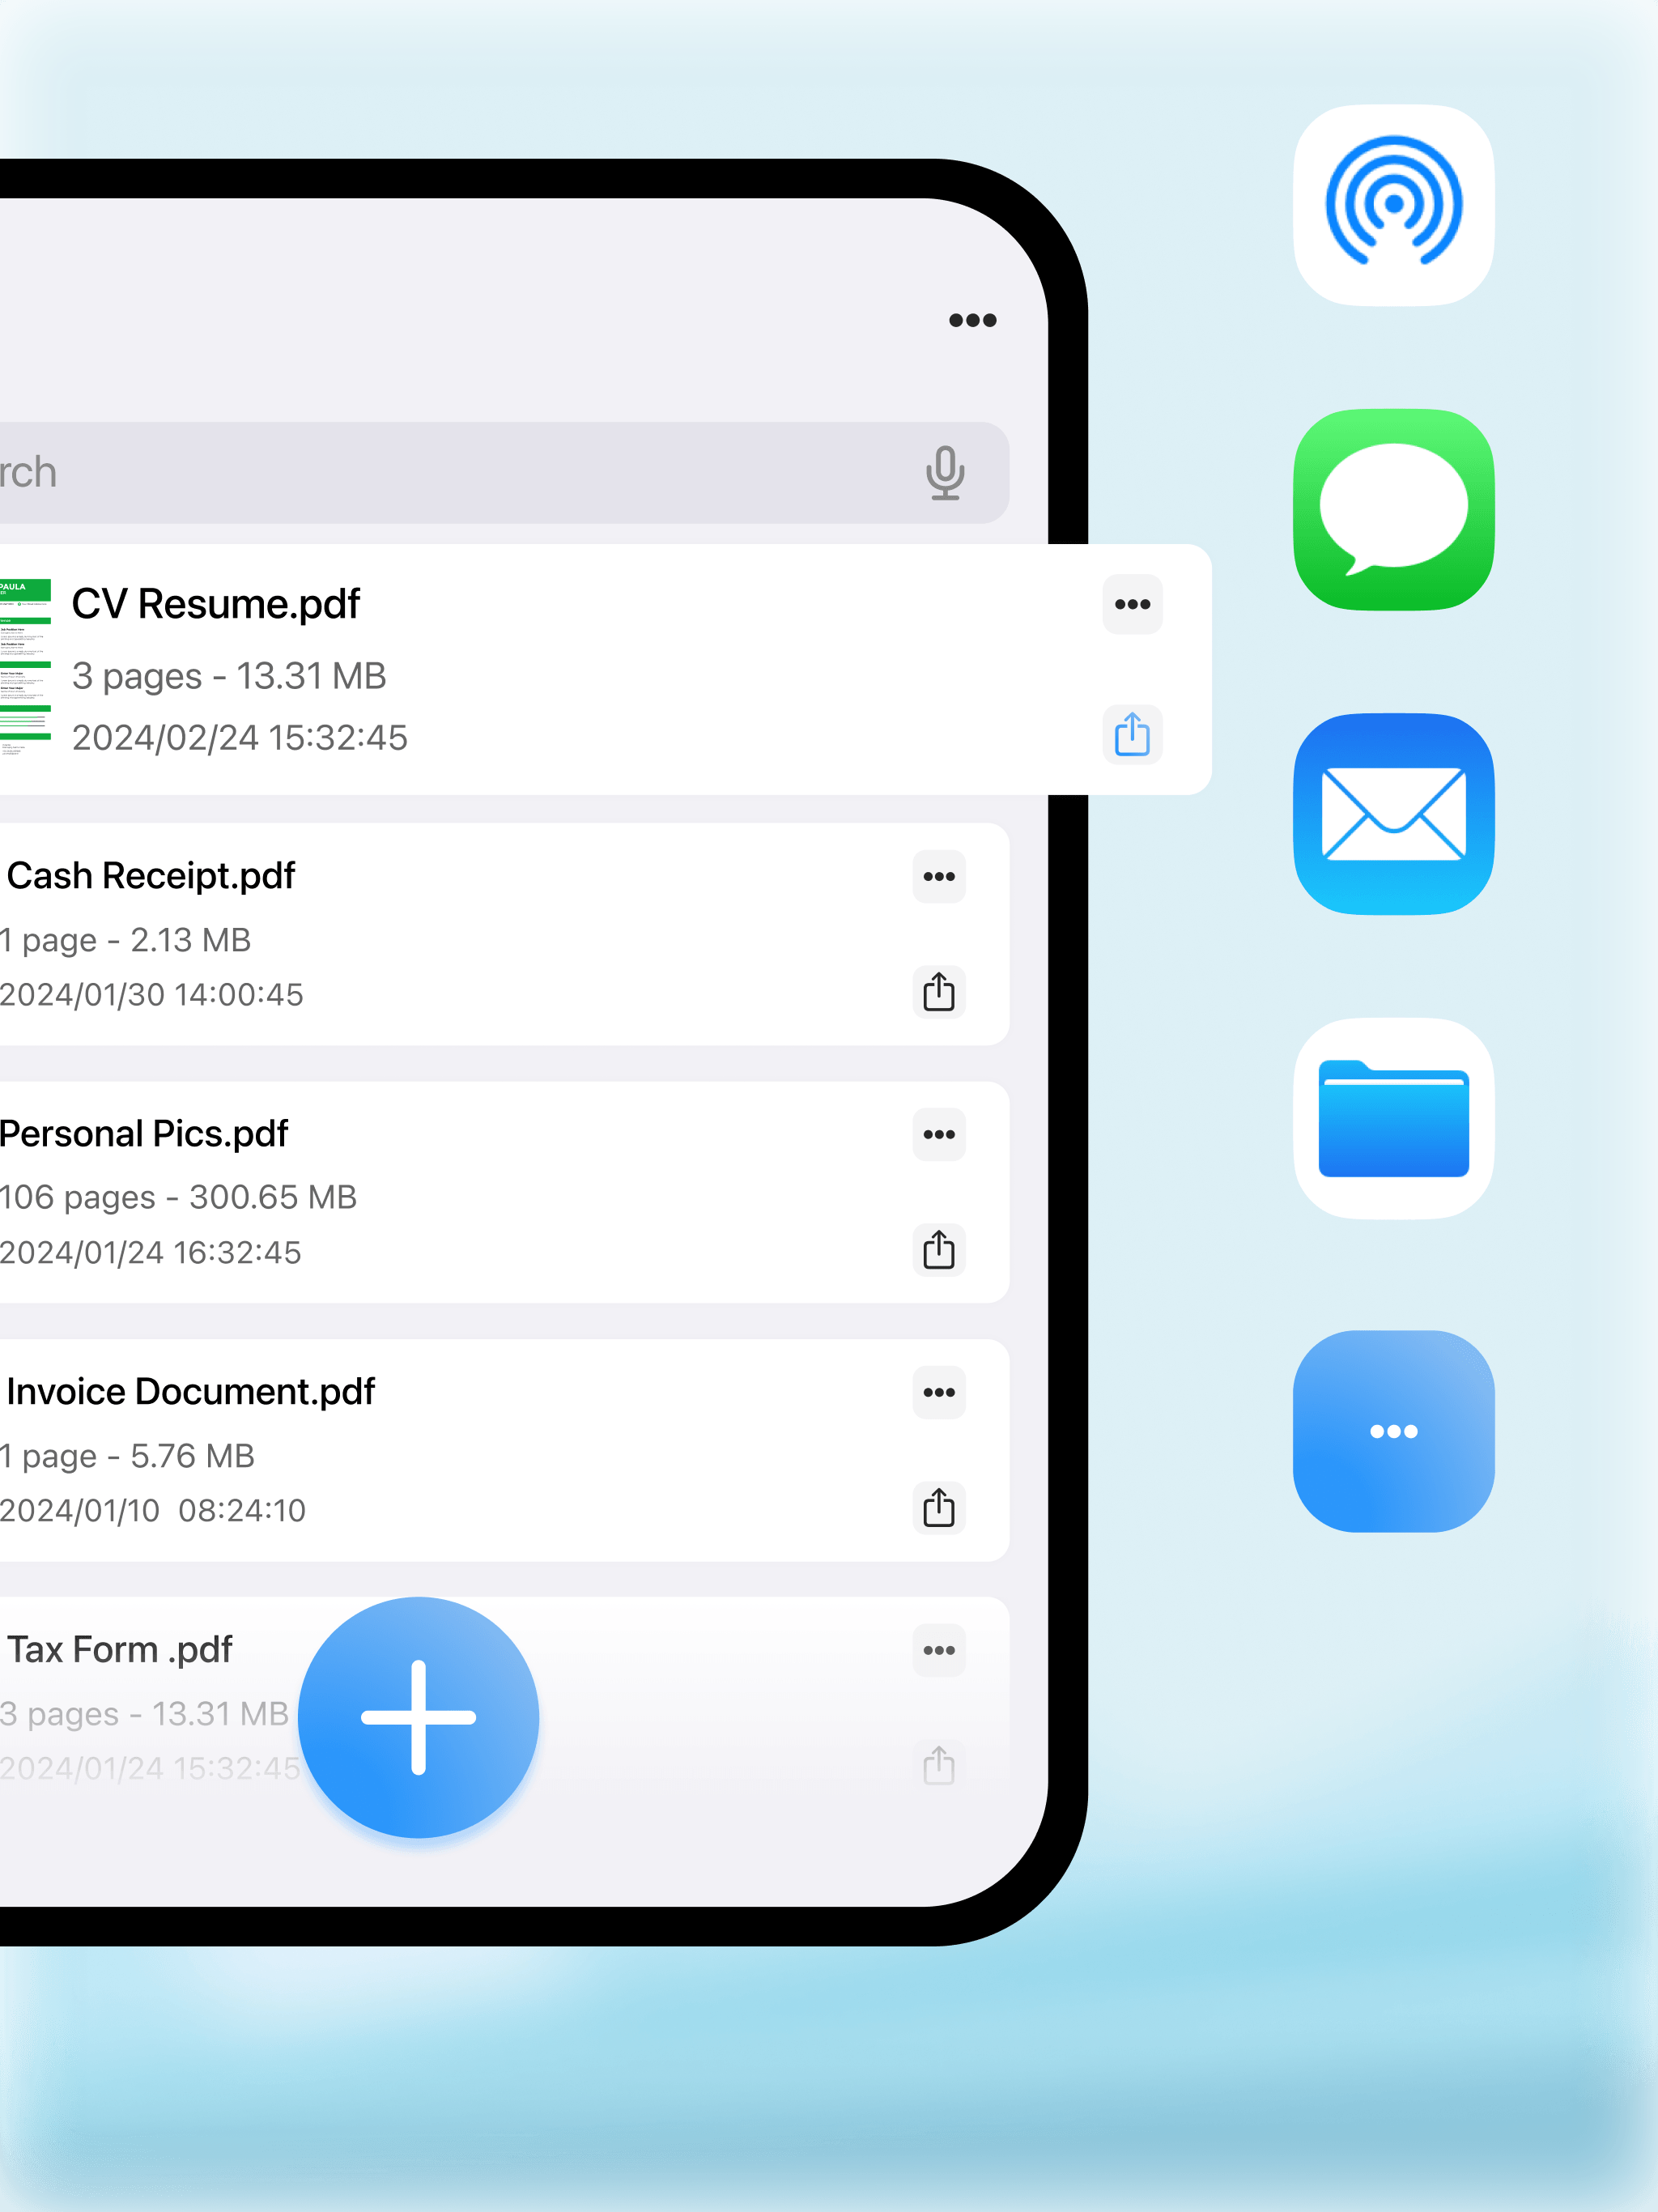 rch
PAULA
CV Resume.pdf
3 pages - 13.31 MB
2024/02/24 15:32:45
Cash Receipt.pdf
1 page - 2.13 MB
2024/01/30 14:00:45
Personal Pics.pdf
106 pages - 300.65 MB
2024/01/24 16:32:45
Invoice Document.pdf
1 page - 5.76 MB
2024/01/10 08:24:10
Tax Form .pdf
3 pages - 13.31 MB
2024/01/24 15:32:45